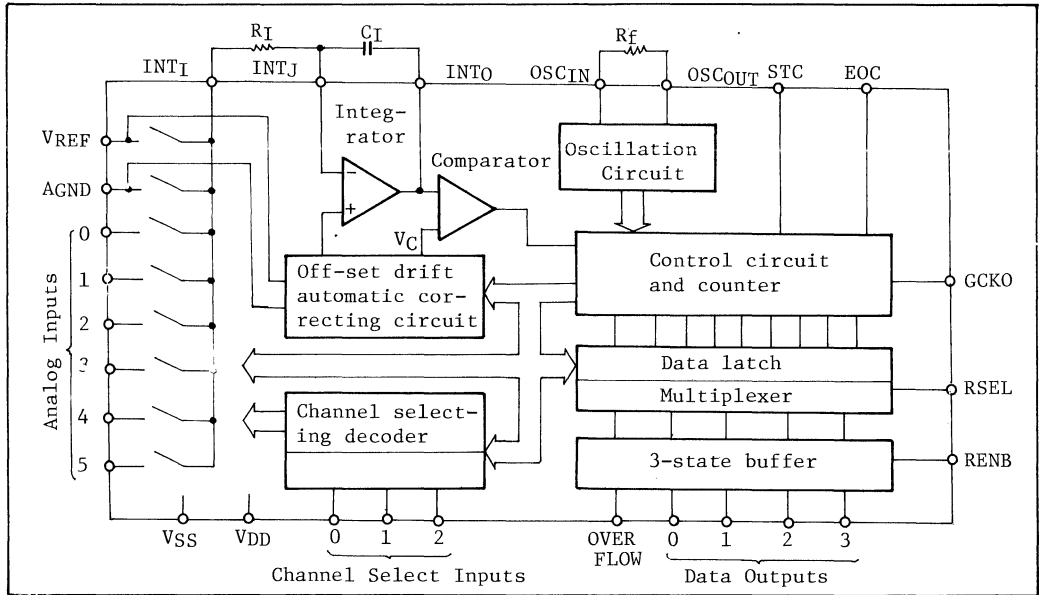 RI
CI
Rf
INTI
INTJ
INTO
OSCIN
OSCOUT
STC
EOC
Integ-
rator
Comparator
Oscillation
Circuit
VREF
AGND
Analog Inputs
0
1
2
3
4
5
VC
Off-set drift
automatic cor-
recting circuit
Control circuit
and counter
GCKO
Data latch
Multiplexer
RSEL
Channel select-
ing decoder
3-state buffer
RENB
VSS
VDD
0
1
2
Channel Select Inputs
OVER
FLOW
0
1
2
3
Data Outputs